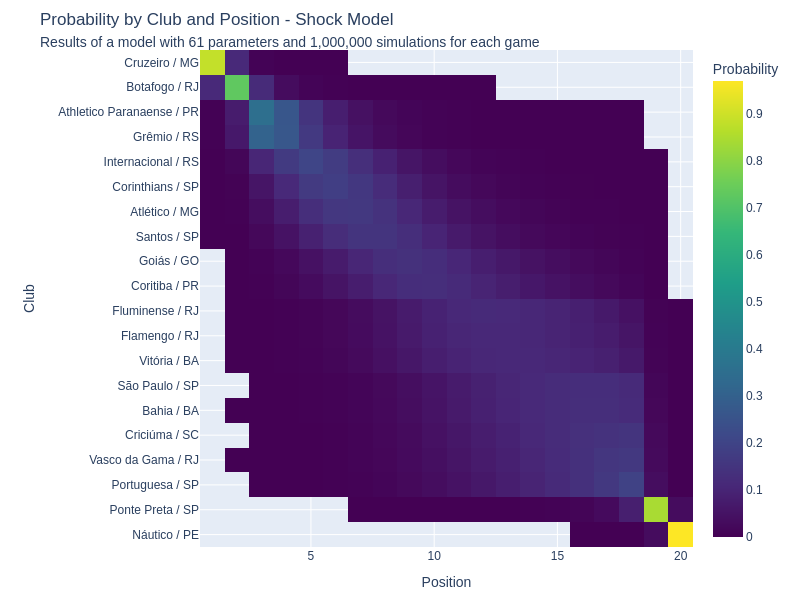 Probability by Club and Position - Shock Model
Results of a model with 61 parameters and 1,000,000 simulations for each game
Probability
Club
Cruzeiro / MG
Botafogo / RJ
Athletico Paranaense / PR
Grêmio / RS
Internacional / RS
Corinthians / SP
Atlético / MG
Santos / SP
Goiás / GO
Coritiba / PR
Fluminense / RJ
Flamengo / RJ
Vitória / BA
São Paulo / SP
Bahia / BA
Criciúma / SC
Vasco da Gama / RJ
Portuguesa / SP
Ponte Preta / SP
Náutico / PE
0.9
0.8
0.7
0.6
0.5
0.4
0.3
0.2
0.1
0
5
10
15
20
Position